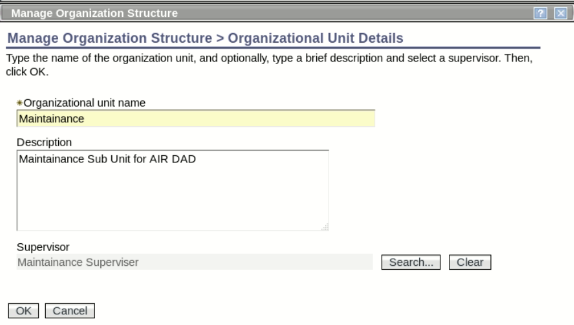 Manage Organization Structure
?
Manage Organization Structure > Organizational Unit Details
Type the name of the organization unit, and optionally, type a brief description and select a supervisor. Then,
click OK.
*Organizational unit name
Maintainance
Description
Maintainance Sub Unit for AIR DAD
Supervisor
Maintainance Superviser
Search... Clear
OK Cancel